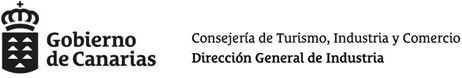 Gobierno
de Canarias
Consejería de Turismo, Industria y Comercio
Dirección General de Industria